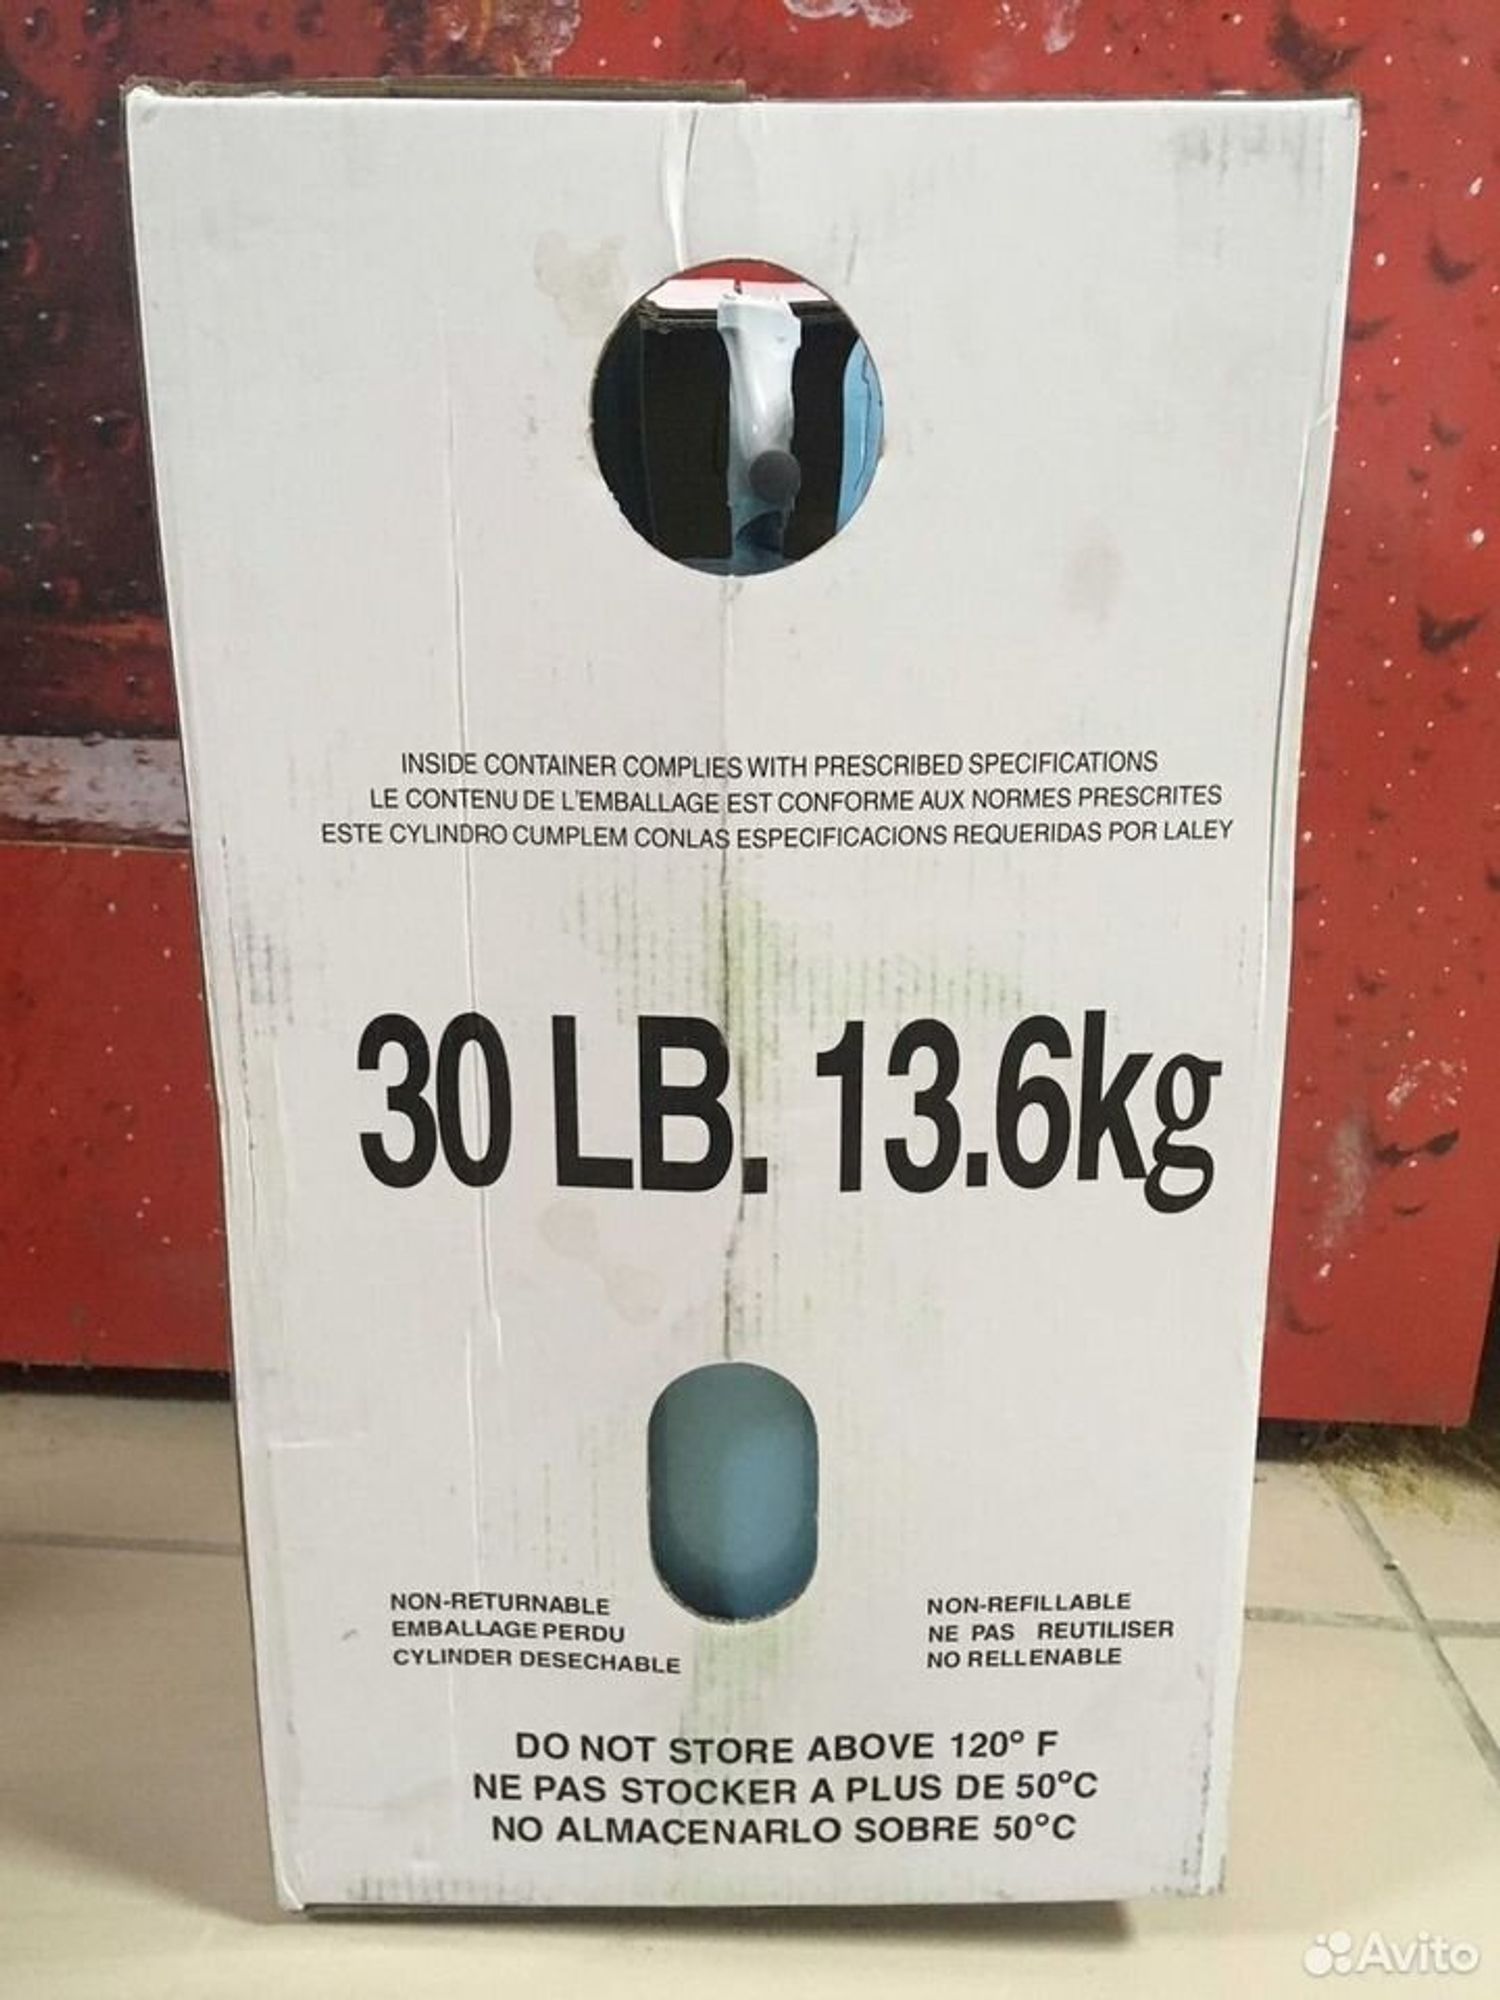 INSIDE CONTAINER COMPLIES WITH PRESCRIBED SPECIFICATIONS
LE CONTENU DE L'EMBALLAGE EST CONFORME AUX NORMES PRESCRITES
ESTE CYLINDRO CUMPLEM CONLAS ESPECIFICACIONS REQUERIDAS POR LALEY
30 LB. 13.6kg
NON-RETURNABLE
EMBALLAGE PERDU
CYLINDER DESECHABLE
NON-REFILLABLE
NE PAS REUTILISER
NO RELLENABLE
DO NOT STORE ABOVE 120° F
NE PAS STOCKER A PLUS DE 50°C
NO ALMACENARLO SOBRE 50°C
Avito